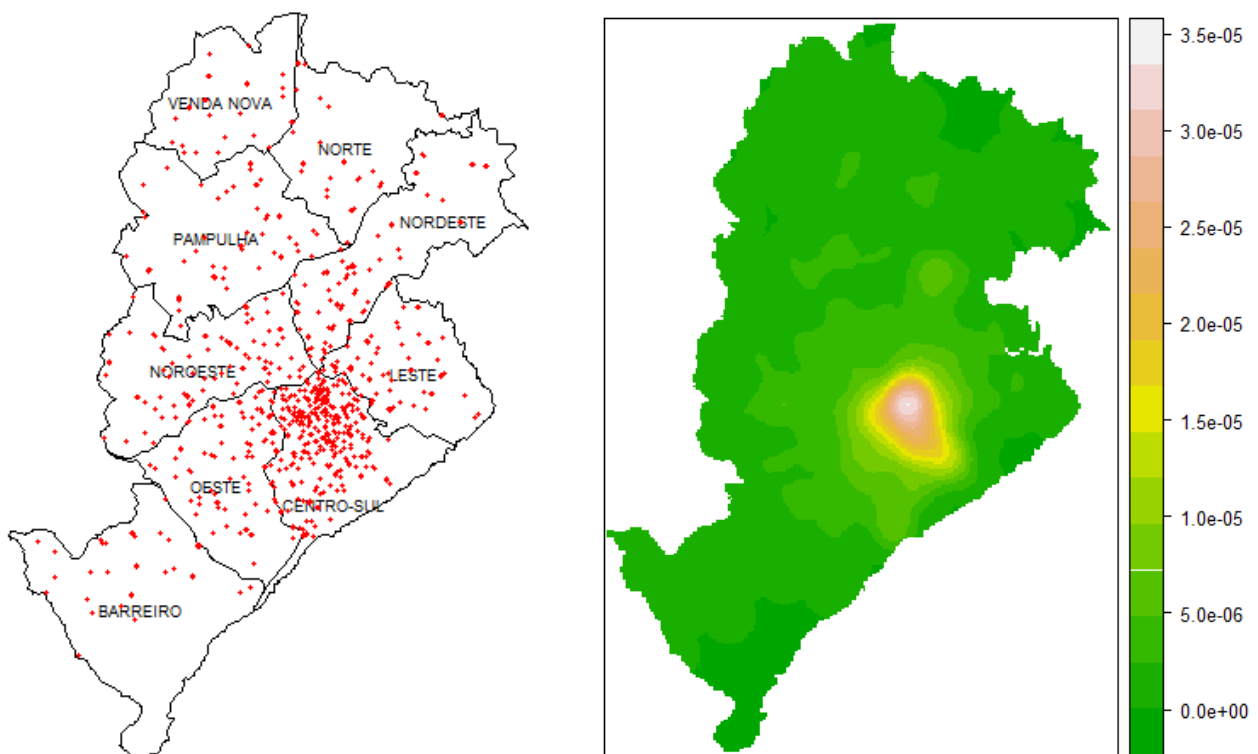 VENDA NOVA
NORTE
NORDESTE
PAMPULHA
NOROESTE
LESTE
OESTE
CENTRO-SUL
BARREIRO
3.5e-05
3.0e-05
2.5e-05
2.0e-05
1.5e-05
1.0e-05
5.0e-06
0.0e+00